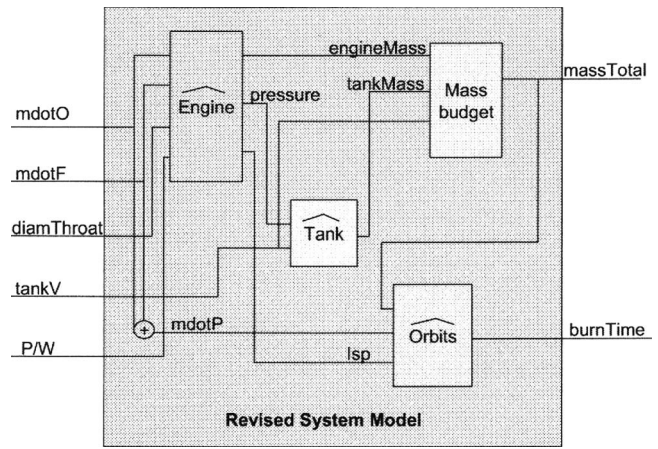 engineMass
massTotal
Engine
pressure
tankMass
Mass
budget
mdotO
mdotF
diamThroat
Tank
tankV
mdotP
Orbits
burnTime
P/W
Isp
+
Revised System Model